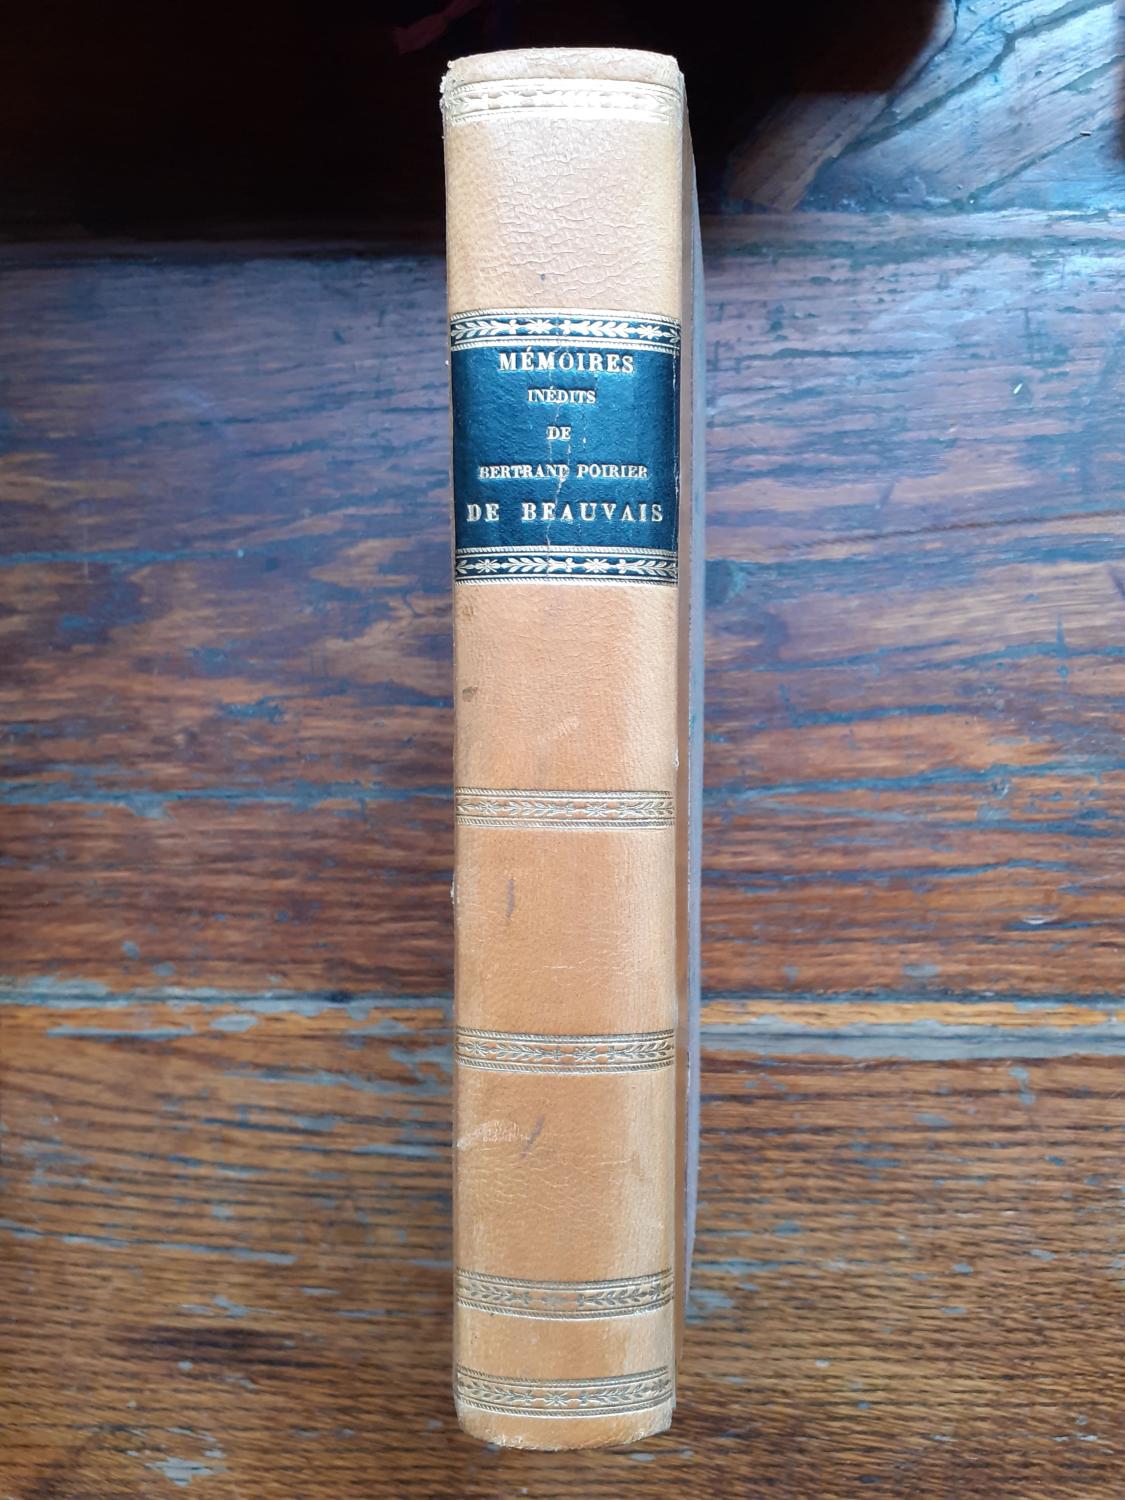 MÉMOIRES
INÉDITS
DE
BERTRAND POIRIER
DE BEAUVAIS